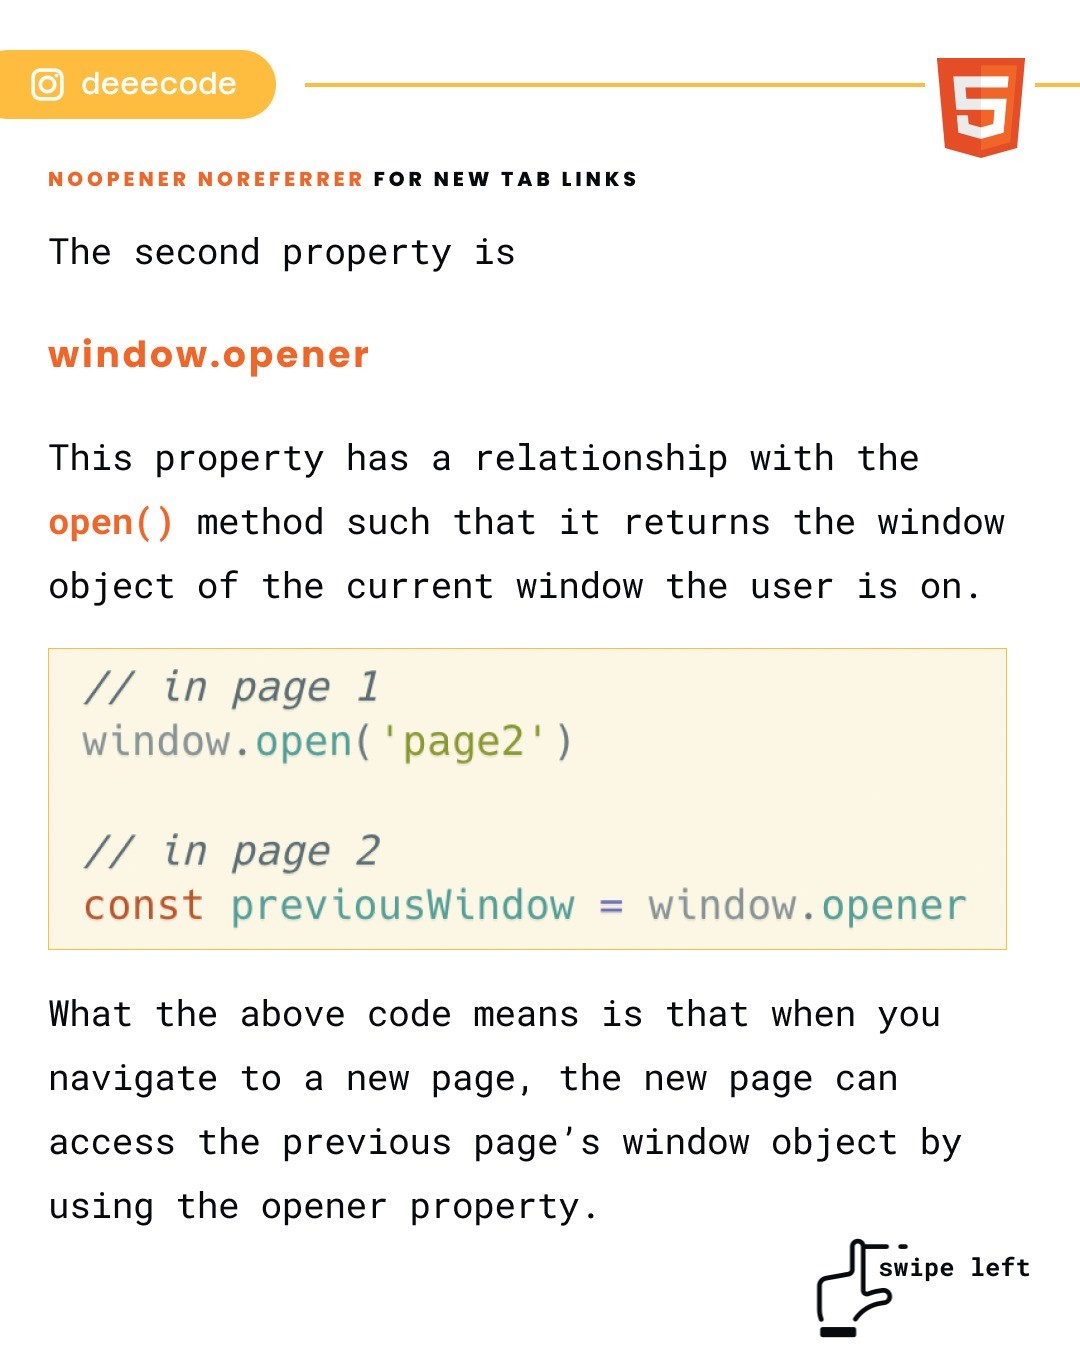 deeecode
NOOPENER NOREFERRER FOR NEW TAB LINKS
The second property is
window.opener
This property has a relationship with the
open() method such that it returns the window
object of the current window the user is on.
// in page 1
window.open('page2')
// in page 2
const previousWindow = window.opener
What the above code means is that when you
navigate to a new page, the new page can
access the previous page’s window object by
using the opener property.
swipe left